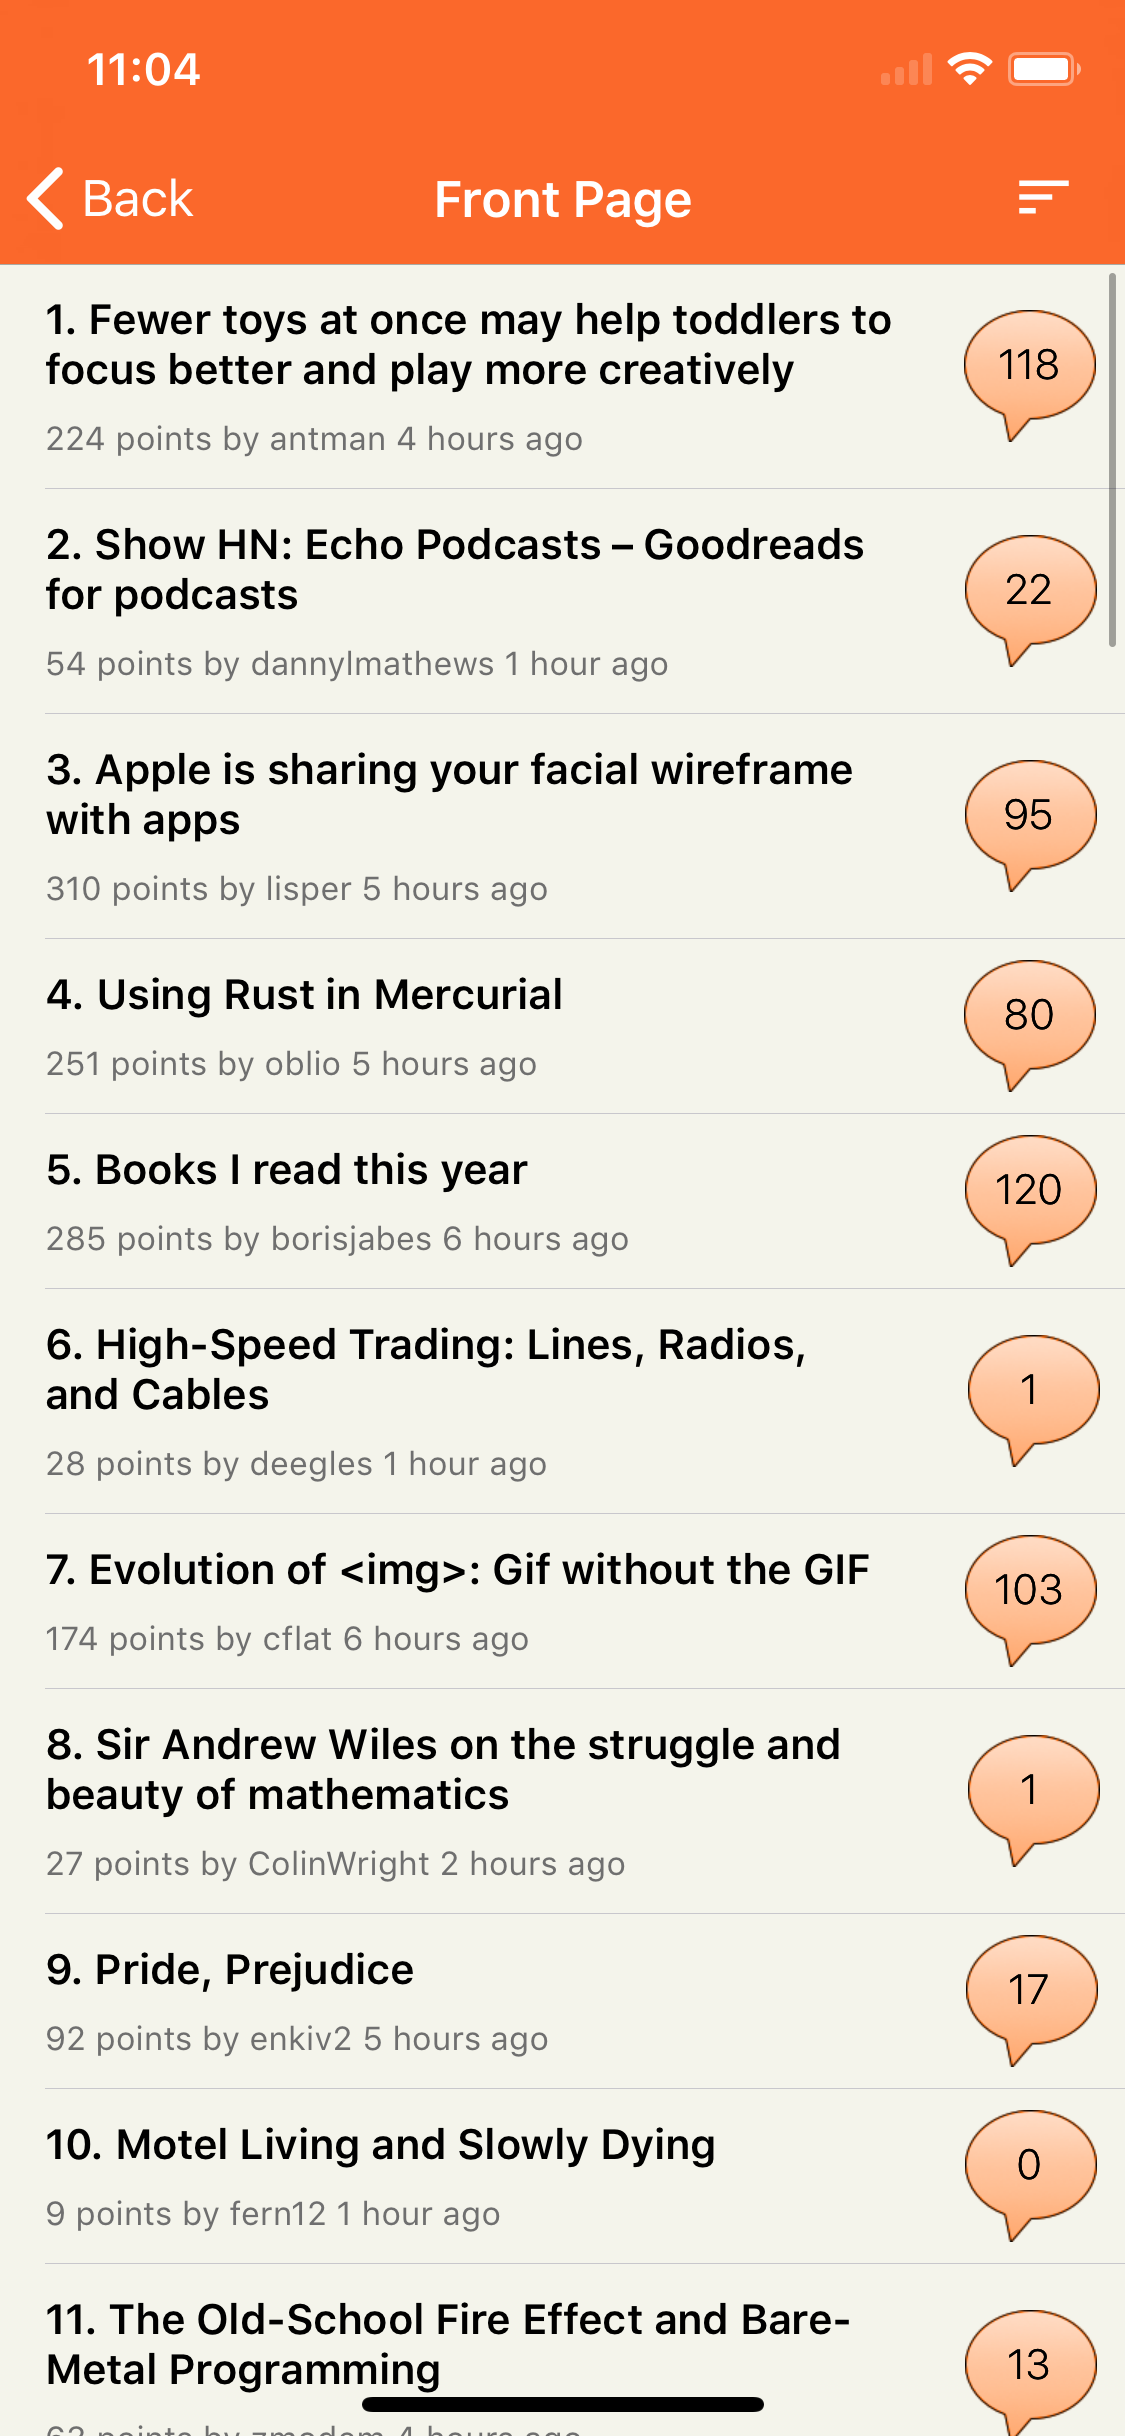 11:04
Back
Front Page
1. Fewer toys at once may help toddlers to
focus better and play more creatively
224 points by antman 4 hours ago
118
2. Show HN: Echo Podcasts – Goodreads
for podcasts
54 points by dannylmathews 1 hour ago
22
3. Apple is sharing your facial wireframe
with apps
310 points by lisper 5 hours ago
95
4. Using Rust in Mercurial
251 points by oblio 5 hours ago
80
5. Books I read this year
285 points by borisjabes 6 hours ago
120
6. High-Speed Trading: Lines, Radios,
and Cables
28 points by deegles 1 hour ago
1
7. Evolution of <img>: Gif without the GIF
174 points by cflat 6 hours ago
103
8. Sir Andrew Wiles on the struggle and
beauty of mathematics
27 points by ColinWright 2 hours ago
1
9. Pride, Prejudice
92 points by enkiv2 5 hours ago
17
10. Motel Living and Slowly Dying
9 points by fern12 1 hour ago
0
11. The Old-School Fire Effect and Bare-
Metal Programming
13
points by zmodem 4 hours ago